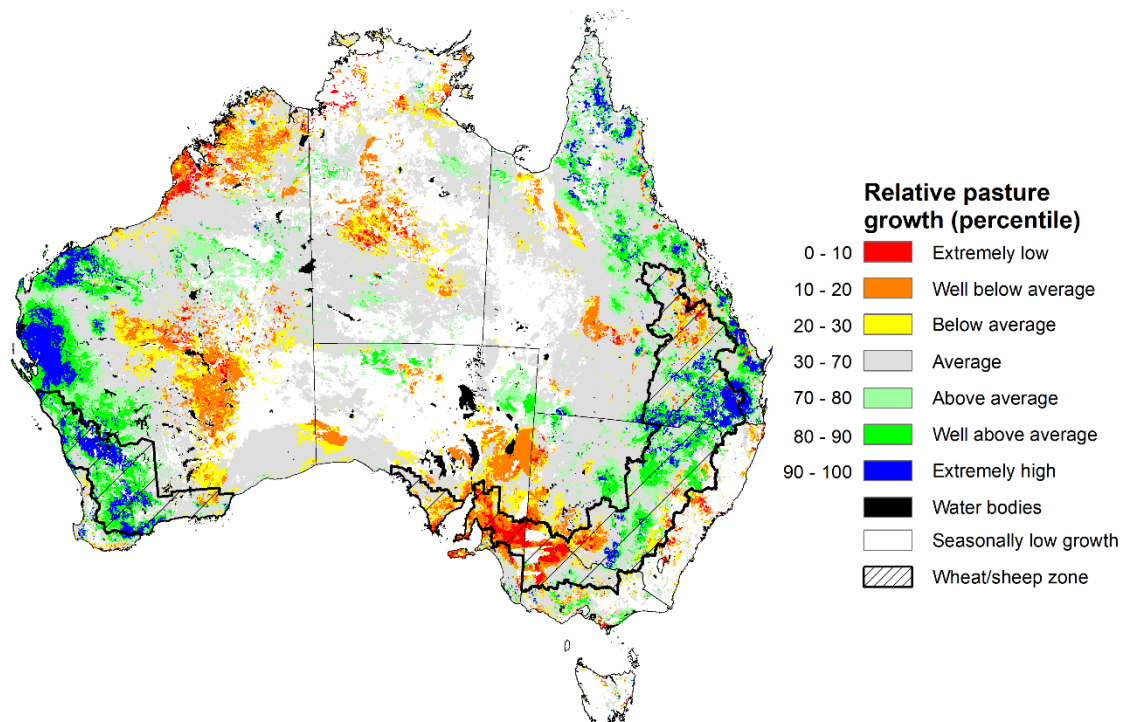 Relative pasture
growth (percentile)
0 - 10 Extremely low
10 - 20 Well below average
20 - 30 Below average
30 - 70 Average
70 - 80 Above average
80 - 90 Well above average
90 - 100 Extremely high
Water bodies
Seasonally low growth
Wheat/sheep zone